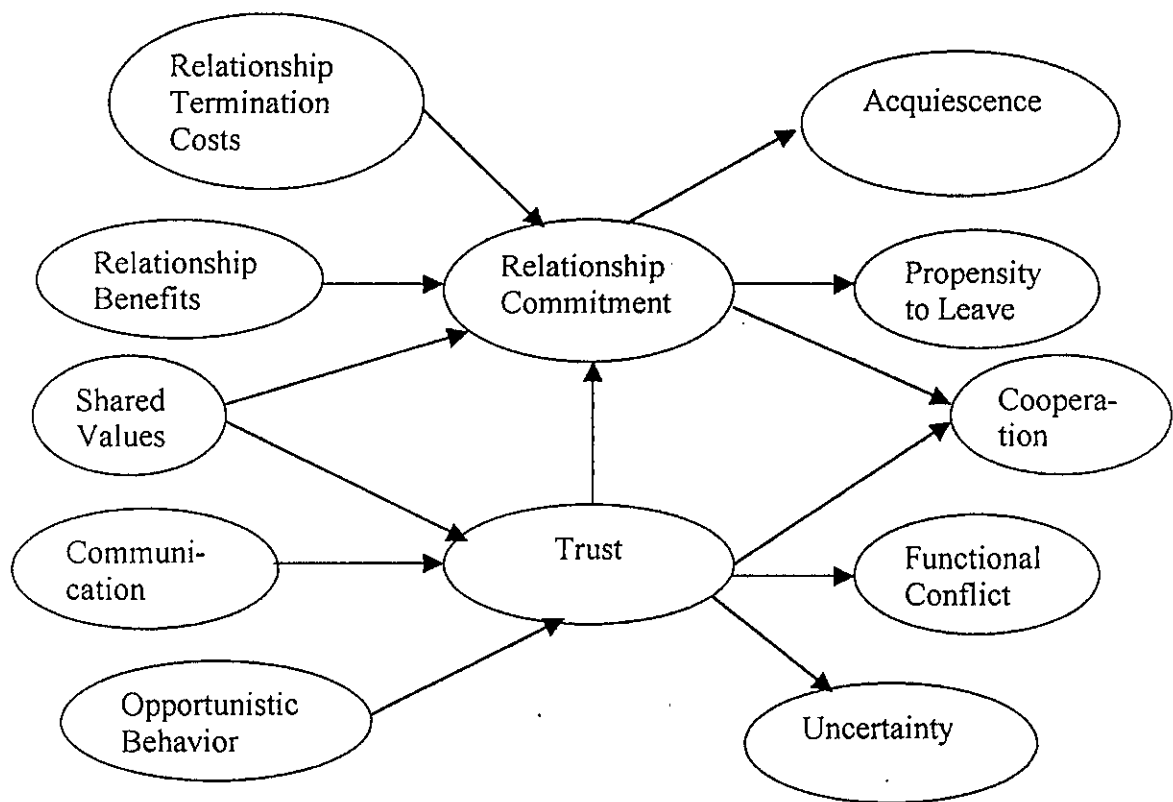 Relationship
Termination
Costs
Acquiescence
Relationship
Benefits
Relationship
Commitment
Propensity
to Leave
Shared
Values
Coopera-
tion
Communi-
cation
Trust
Functional
Conflict
Opportunistic
Behavior
Uncertainty